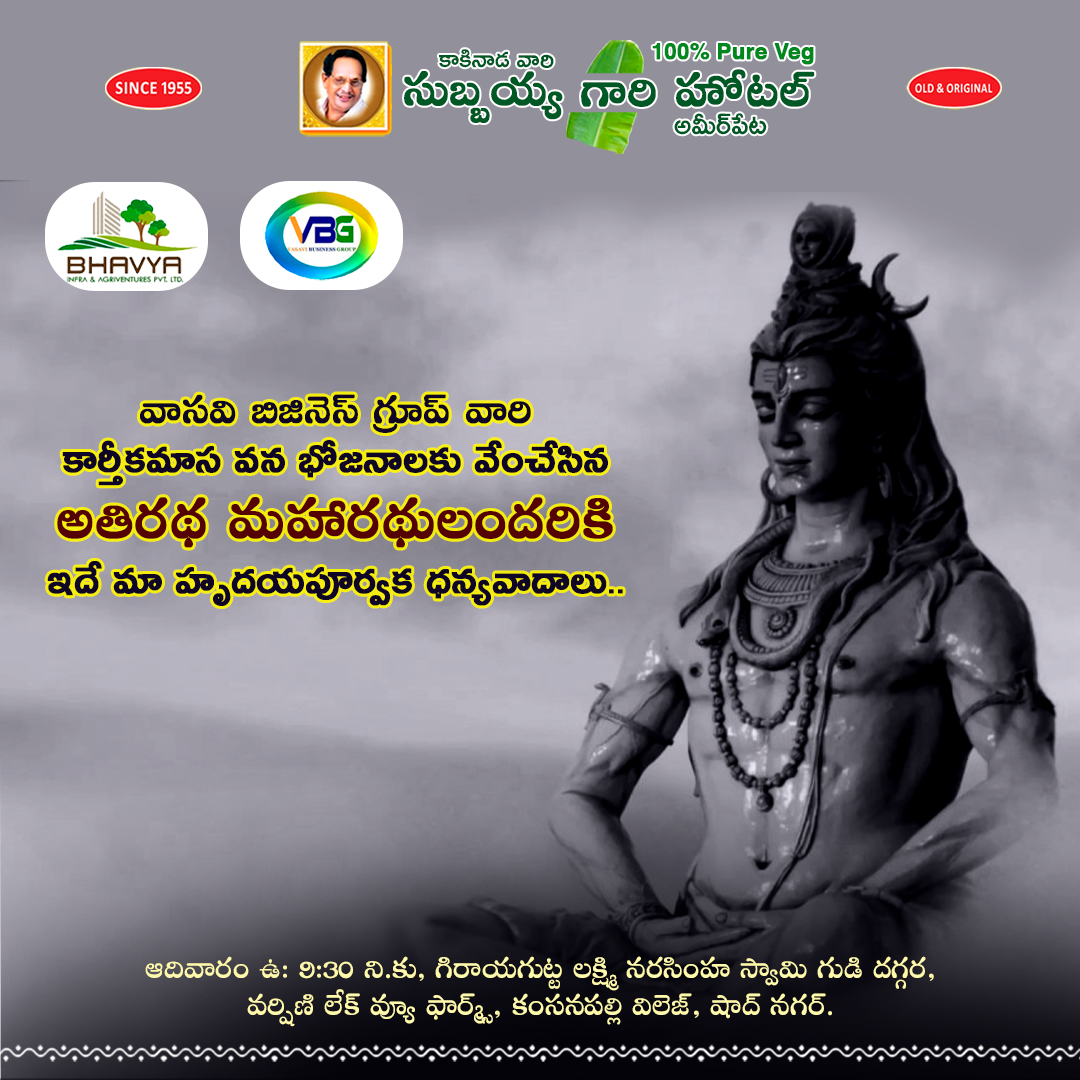 SINCE 1955
కాకినాడ వారి
100% Pure Veg
సుబ్బయ్య గారి హోటల్
అమీర్‌పేట
OLD & ORIGINAL
BHAVYA
INFRA & AGRIVENTURES PVT. LTD.
VBG
VASAVI BUSINESS GROUP
వాసవి బిజినెస్ గ్రూప్ వారి
కార్తీకమాస వన భోజనాలకు వేంచేసిన
అతిరథ మహారథులందరికి
ఇదే మా హృదయపూర్వక ధన్యవాదాలు..
ఆదివారం ఉ: 9:30 ని.కు, గిరాయగుట్ట లక్ష్మి నరసింహ స్వామి గుడి దగ్గర,
వర్షిణి లేక్ వ్యూ ఫార్మ్స్, కంసనపల్లి విలెజ్, షాద్ నగర్.